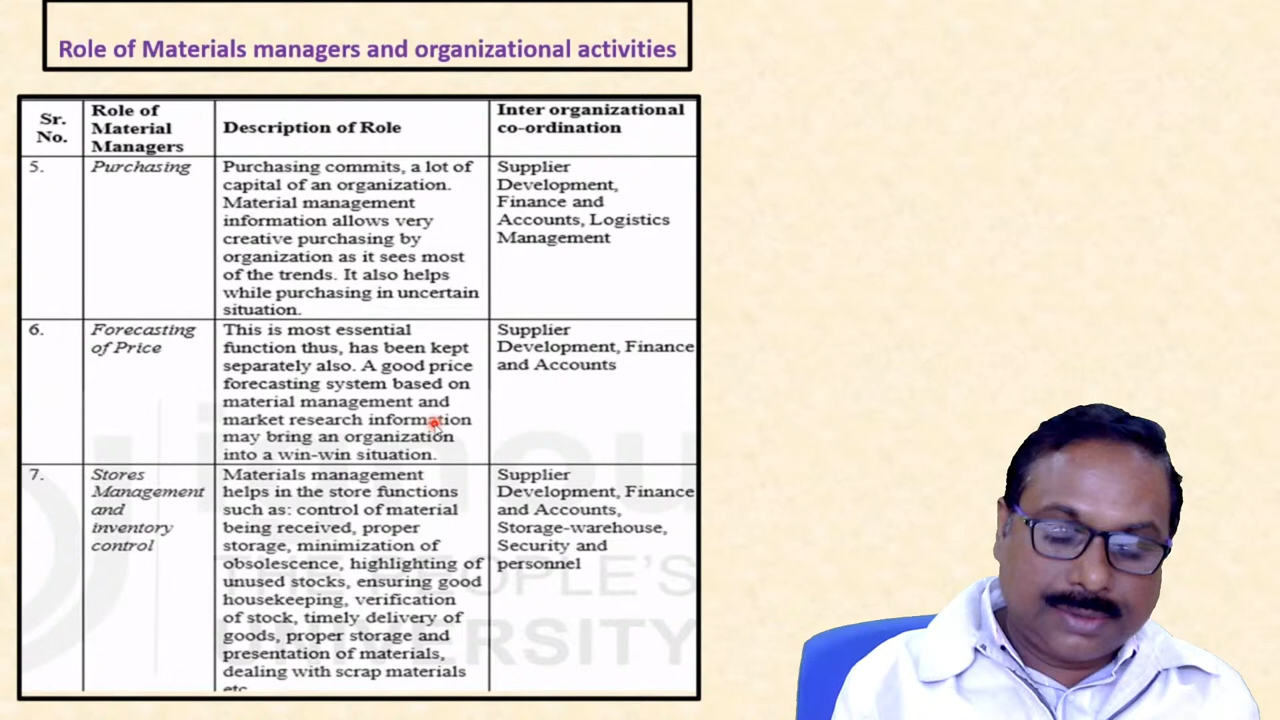 Role of Materials managers and organizational activities
Sr.
No.
Role of
Material
Managers
Description of Role
Inter organizational
co-ordination
5.
Purchasing
Purchasing commits, a lot of
capital of an organization.
Material management
information allows very
creative purchasing by
organization as it sees most
of the trends. It also helps
while purchasing in uncertain
situation.
Supplier
Development,
Finance and
Accounts, Logistics
Management
6.
Forecasting
of Price
This is most essential
function thus, has been kept
separately also. A good price
forecasting system based on
material management and
market research information
may bring an organization
into a win-win situation.
Supplier
Development, Finance
and Accounts
7.
Stores
Management
and
inventory
control
Materials management
helps in the store functions
such as: control of material
being received, proper
storage, minimization of
obsolescence, highlighting of
unused stocks, ensuring good
housekeeping, verification
of stock, timely delivery of
goods, proper storage and
presentation of materials,
dealing with scrap materials
etc
Supplier
Development, Finance
and Accounts,
Storage-warehouse,
Security and
personnel
THE PEOPLE'S
UNIVERSITY